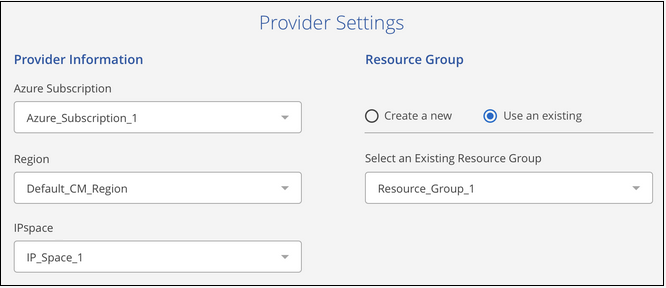 Provider Settings
Provider Information
Azure Subscription
Azure_Subscription_1
Region
Default_CM_Region
IPspace
IP_Space_1
Resource Group
Create a new
Use an existing
Select an Existing Resource Group
Resource_Group_1